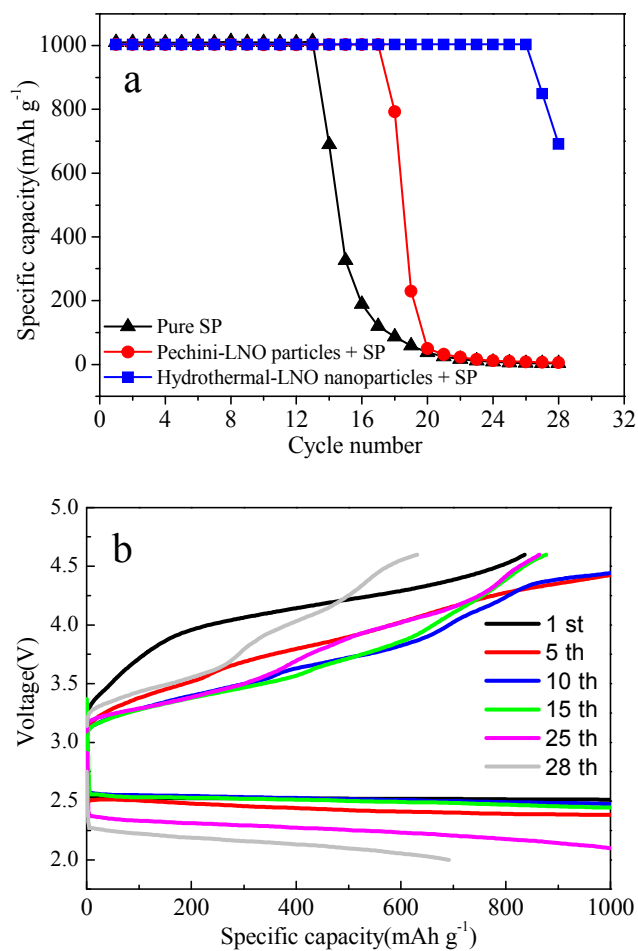 a
Specific capacity(mAh g⁻¹)
1000
800
600
400
200
0
Pure SP
Pechini-LNO particles + SP
Hydrothermal-LNO nanoparticles + SP
0 4 8 12 16 20 24 28 32
Cycle number
b
Voltage(V)
5.0
4.5
4.0
3.5
3.0
2.5
2.0
1 st
5 th
10 th
15 th
25 th
28 th
0 200 400 600 800 1000
Specific capacity(mAh g⁻¹)